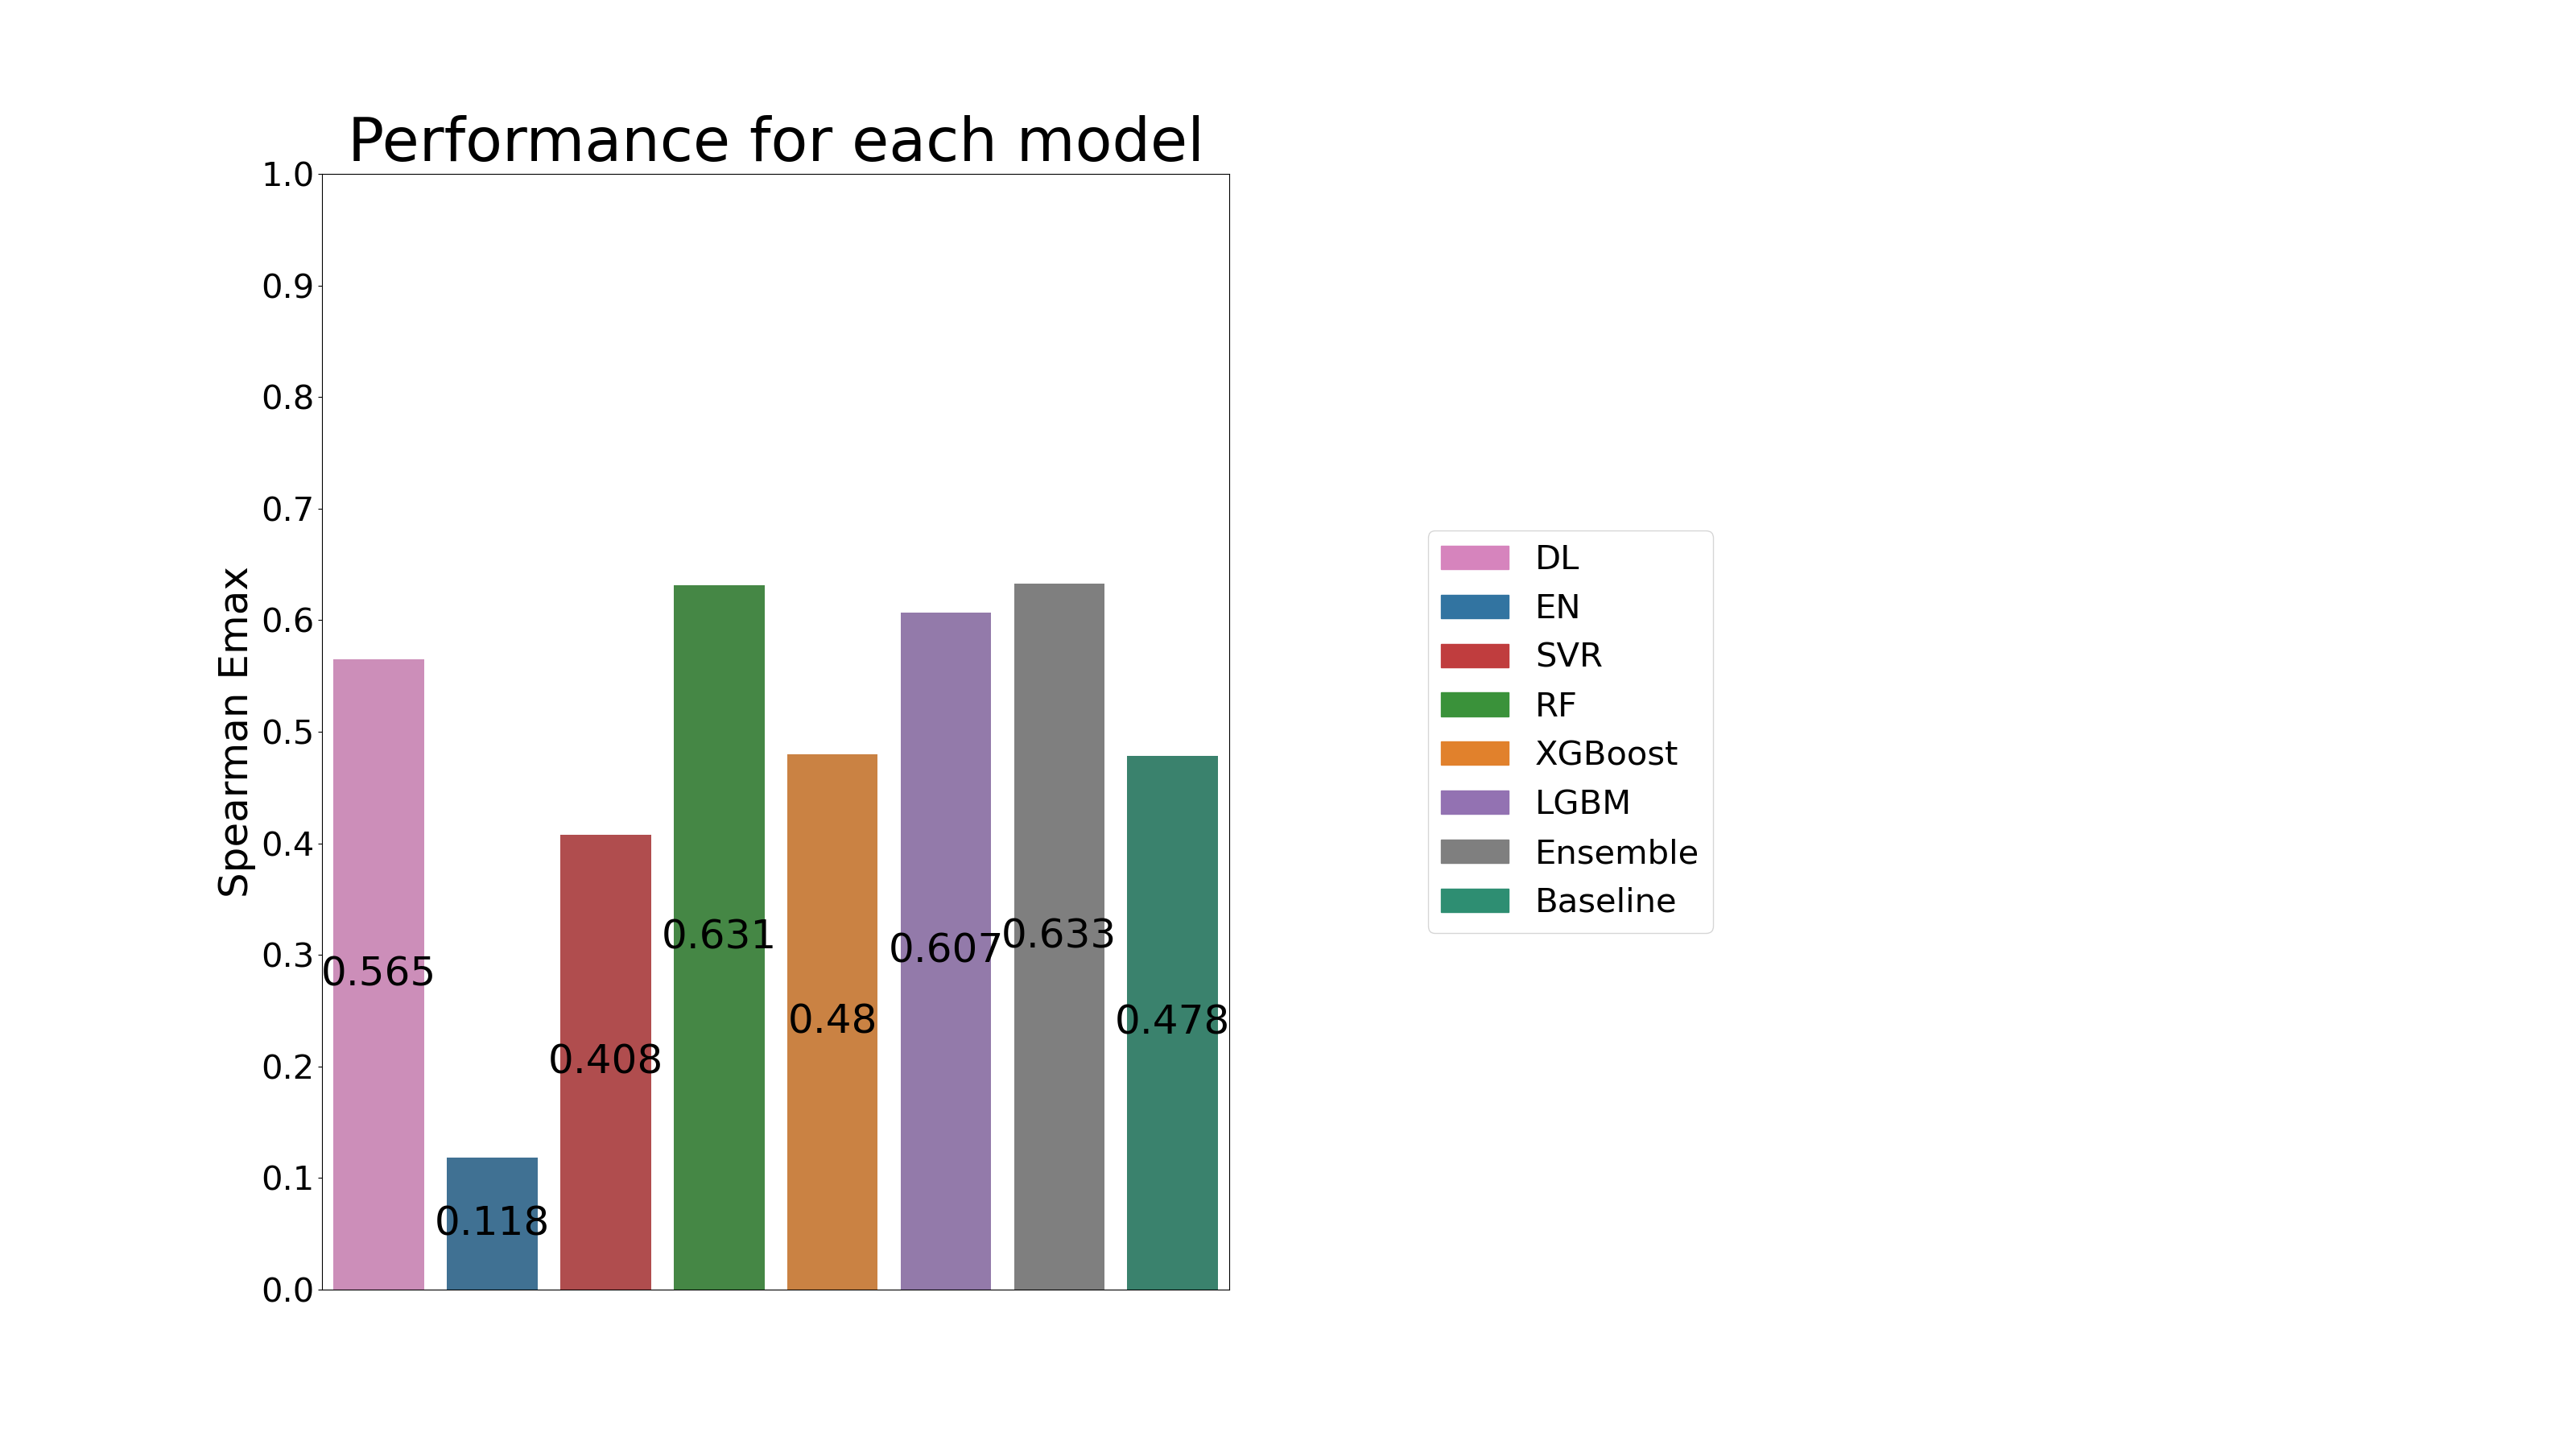 Performance for each model
1.0
0.9
0.8
0.7
0.6
0.5
0.4
0.3
0.2
0.1
0.0
Spearman Emax
0.565
0.118
0.408
0.631
0.48
0.607
0.633
0.478
DL
EN
SVR
RF
XGBoost
LGBM
Ensemble
Baseline